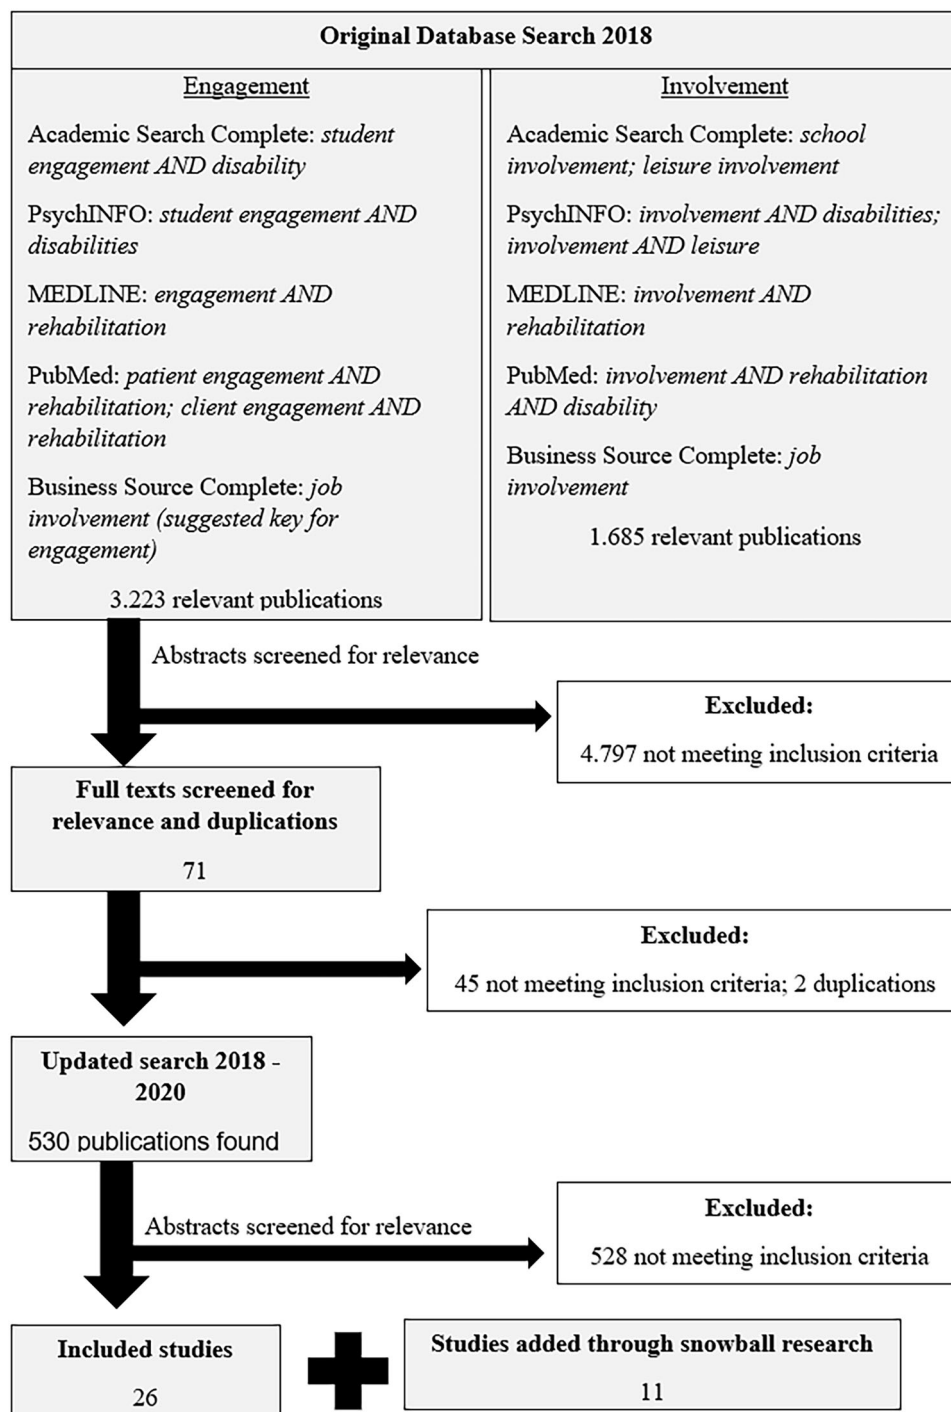 Original Database Search 2018
Engagement
Academic Search Complete: student
engagement AND disability
PsychINFO: student engagement AND
disabilities
MEDLINE: engagement AND
rehabilitation
PubMed: patient engagement AND
rehabilitation; client engagement AND
rehabilitation
Business Source Complete: job
involvement (suggested key for
engagement)
3.223 relevant publications
Involvement
Academic Search Complete: school
involvement; leisure involvement
PsychINFO: involvement AND disabilities;
involvement AND leisure
MEDLINE: involvement AND
rehabilitation
PubMed: involvement AND rehabilitation
AND disability
Business Source Complete: job
involvement
1.685 relevant publications
Abstracts screened for relevance
Excluded:
4.797 not meeting inclusion criteria
Full texts screened for
relevance and duplications
71
Excluded:
45 not meeting inclusion criteria; 2 duplications
Updated search 2018 -
2020
530 publications found
Abstracts screened for relevance
Excluded:
528 not meeting inclusion criteria
Included studies
26
Studies added through snowball research
11